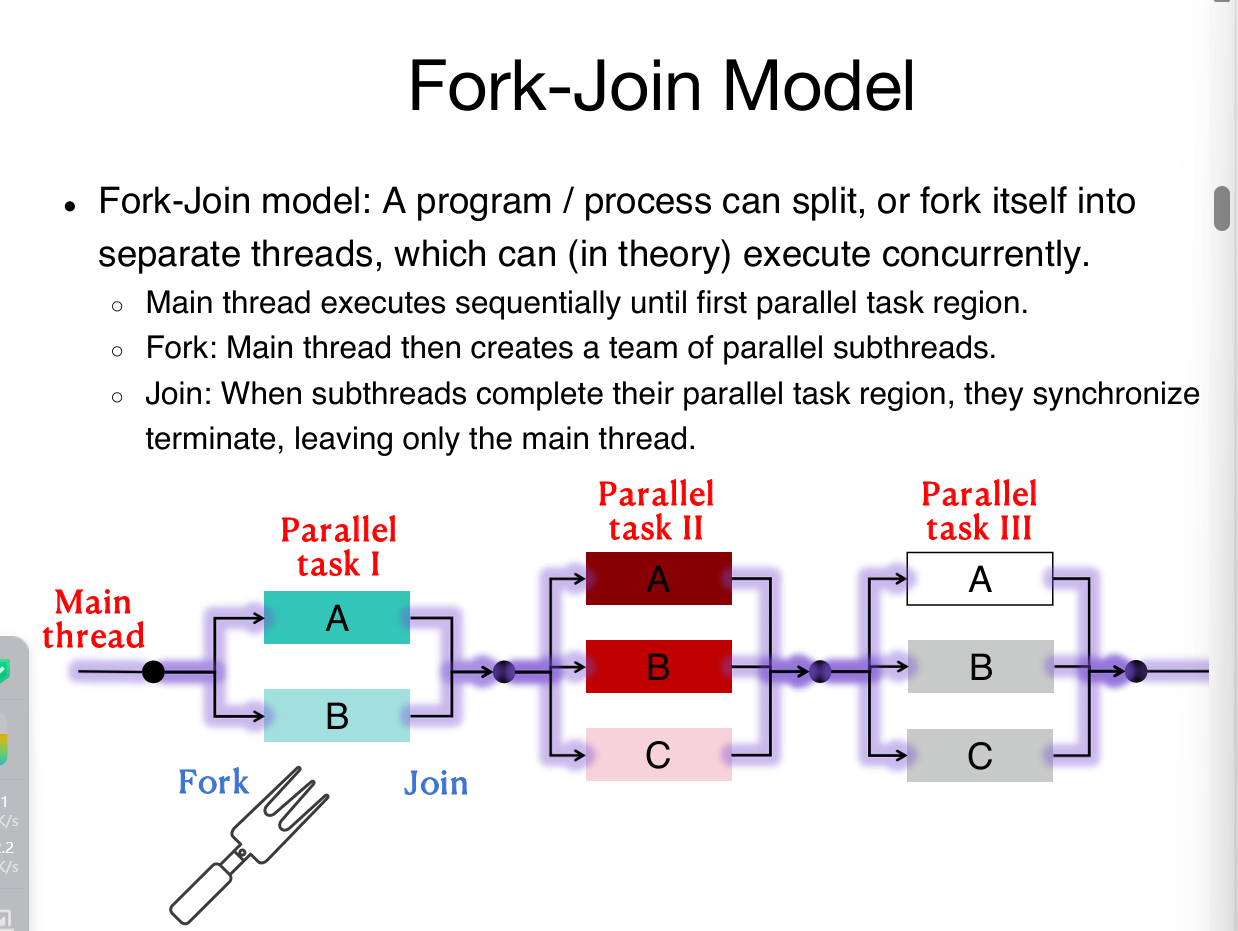 Fork-Join Model
• Fork-Join model: A program / process can split, or fork itself into
separate threads, which can (in theory) execute concurrently.
○ Main thread executes sequentially until first parallel task region.
○ Fork: Main thread then creates a team of parallel subthreads.
○ Join: When subthreads complete their parallel task region, they synchronize
terminate, leaving only the main thread.
Main
thread
Parallel
task I
A
B
Fork
Join
Parallel
task II
A
B
C
Parallel
task III
A
B
C
1
K/s
.2
K/s